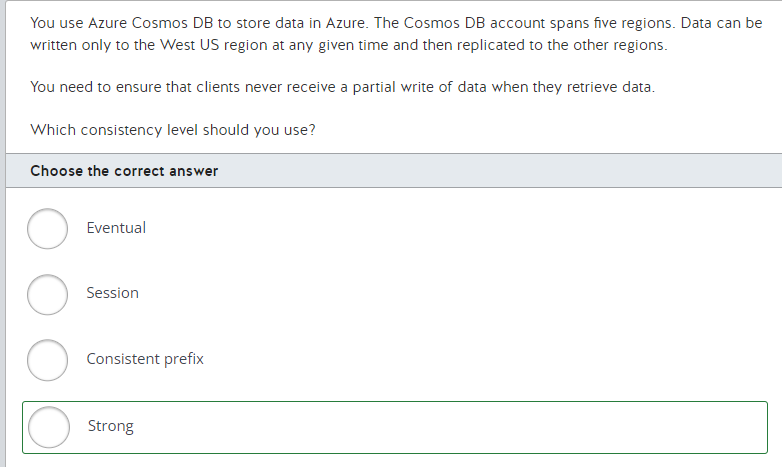 You use Azure Cosmos DB to store data in Azure. The Cosmos DB account spans five regions. Data can be
written only to the West US region at any given time and then replicated to the other regions.
You need to ensure that clients never receive a partial write of data when they retrieve data.
Which consistency level should you use?
Choose the correct answer
Eventual
Session
Consistent prefix
Strong